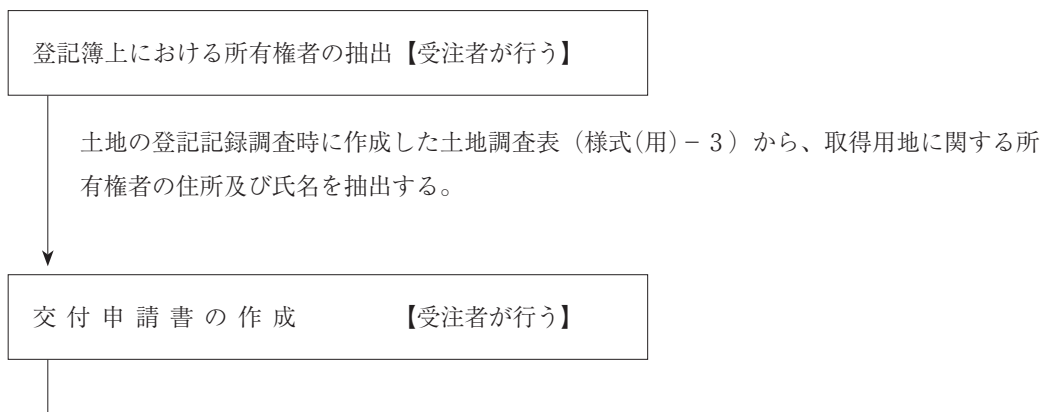 登記簿上における所有権者の抽出【受注者が行う】
土地の登記記録調査時に作成した土地調査表（様式(用)－３）から、取得用地に関する所
有権者の住所及び氏名を抽出する。
交 付 申 請 書 の 作 成 【受注者が行う】